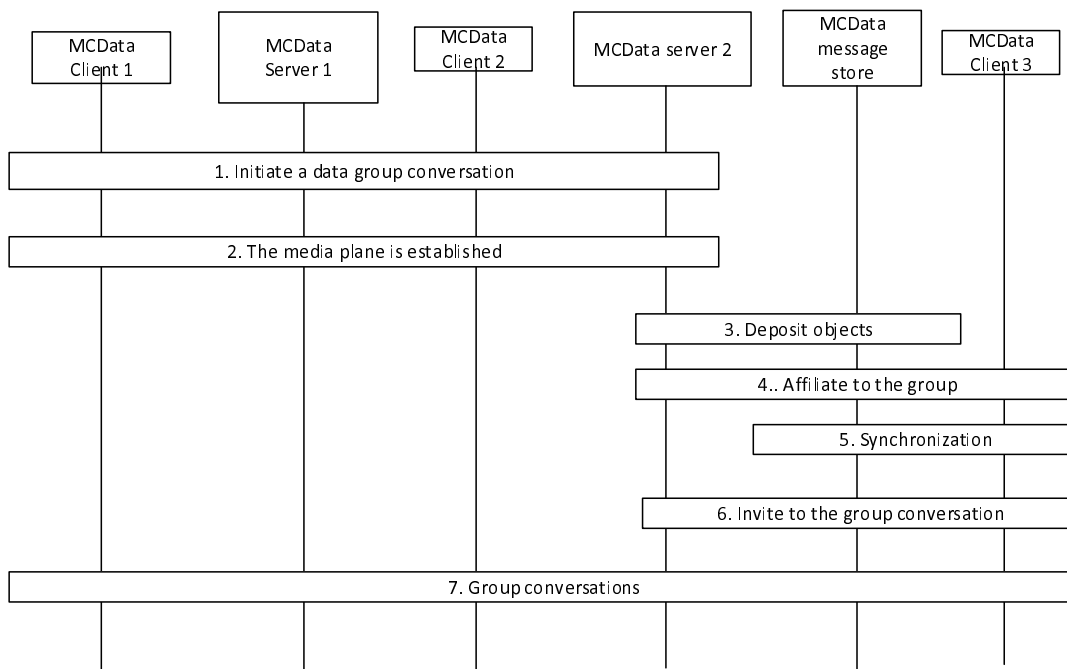 MCData
Client 1
MCData
Server 1
MCData
Client 2
MCData server 2
MCData
message
store
MCData
Client 3
1. Initiate a data group conversation
2. The media plane is established
3. Deposit objects
4.. Affiliate to the group
5. Synchronization
6. Invite to the group conversation
7. Group conversations